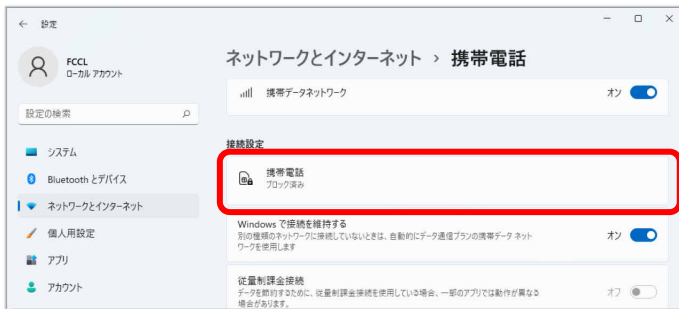 設定
FCCL
ローカル アカウント
設定の検索
システム
Bluetooth とデバイス
ネットワークとインターネット
個人用設定
アプリ
アカウント
ネットワークとインターネット › 携帯電話
携帯データネットワーク
オン
接続設定
携帯電話
ブロック済み
Windows で接続を維持する
別の種類のネットワークに接続していないときは、自動的にデータ通信プランの携帯データ ネット
ワークを使用します
オン
従量制課金接続
データを節約するために、従量制課金接続を使用している場合、一部のアプリでは動作が異なる
場合があります。
オフ